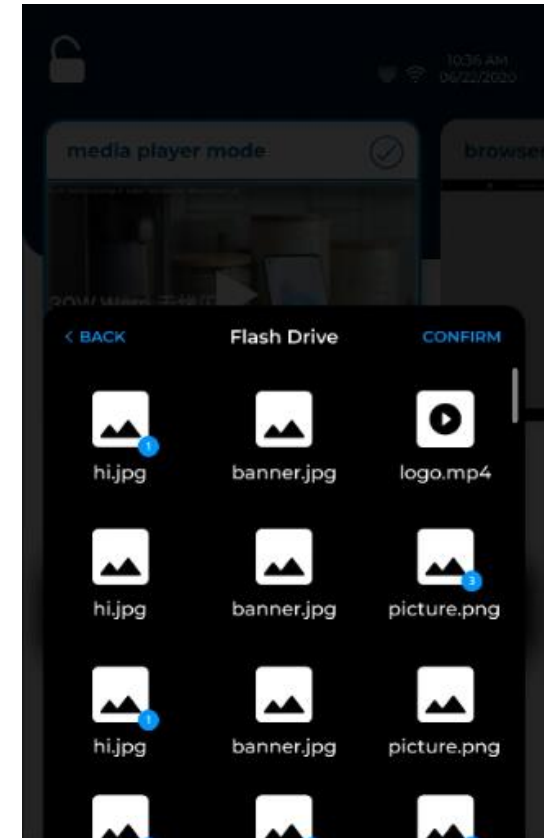 10:36 AM
06/22/2020
media player mode
browser
< BACK
Flash Drive
CONFIRM
1
hi.jpg
banner.jpg
logo.mp4
3
hi.jpg
banner.jpg
picture.png
1
hi.jpg
banner.jpg
picture.png